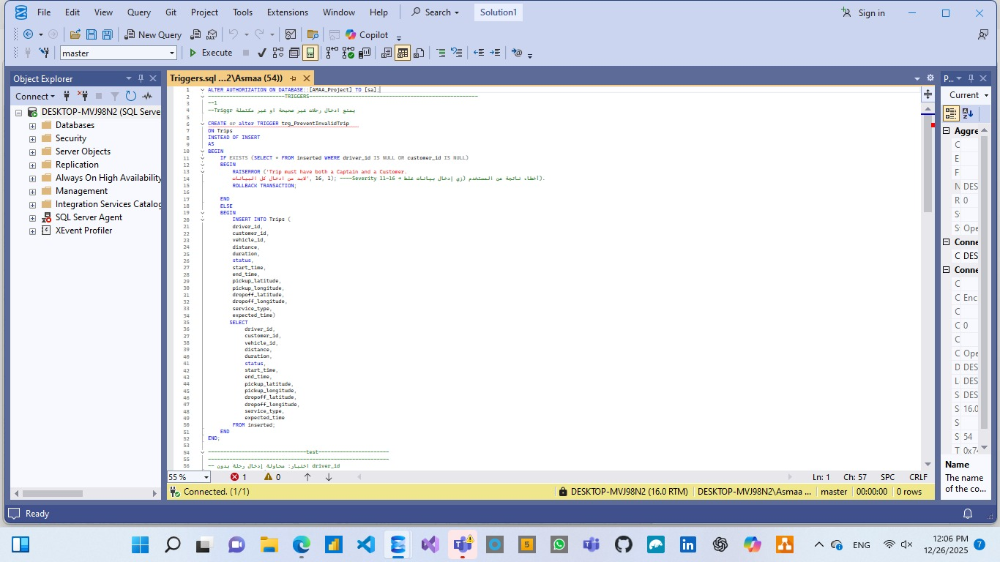 File Edit View Query Git Project Tools Extensions Window Help Search Solution1 Sign in
New Query DAX Copilot
master Execute
Object Explorer
Connect
DESKTOP-MVJ98N2 (SQL Serve
Databases
Security
Server Objects
Replication
Always On High Availability
Management
Integration Services Catalog
SQL Server Agent
XEvent Profiler
Triggers.sql ...2\Asmaa (54))
1 ALTER AUTHORIZATION ON DATABASE::[AMAA_Project] TO [sa];
2 -------------------------TRIGGERS-------------------------------------------------------
3 --1
4 --Triggr يمنع ادخال رحلات غير صحيحة او غير مكتملة
5
6 CREATE or alter TRIGGER trg_PreventInvalidTrip
7 ON Trips
8 INSTEAD OF INSERT
9 AS
10 BEGIN
11 IF EXISTS (SELECT * FROM inserted WHERE driver_id IS NULL OR customer_id IS NULL)
12 BEGIN
13 RAISERROR ('Trip must have both a Captain and a Customer.
14 لابد من ادخال كل البيانات', 16, 1); ----Severity 11-16 → أخطاء ناتجة عن المستخدم (زي إدخال بيانات غلط).
15 ROLLBACK TRANSACTION;
16
17 END
18 ELSE
19 BEGIN
20 INSERT INTO Trips (
21 driver_id,
22 customer_id,
23 vehicle_id,
24 distance,
25 duration,
26 status,
27 start_time,
28 end_time,
29 pickup_latitude,
30 pickup_longitude,
31 dropoff_latitude,
32 dropoff_longitude,
33 service_type,
34 expected_time)
35 SELECT
36 driver_id,
37 customer_id,
38 vehicle_id,
39 distance,
40 duration,
41 status,
42 start_time,
43 end_time,
44 pickup_latitude,
45 pickup_longitude,
46 dropoff_latitude,
47 dropoff_longitude,
48 service_type,
49 expected_time
50 FROM inserted;
51 END
52 END;
53
54 --------------------------------test-----------------------
55 -----------------------------------------------------------
56 -- اختبار: محاولة إدخال رحلة بدون driver_id
55 % 1 0 Ln: 1 Ch: 57 SPC CRLF
Connected. (1/1) DESKTOP-MVJ98N2 (16.0 RTM) DESKTOP-MVJ98N2\Asmaa ... master 00:00:00 0 rows
P..
Current
Aggre
C
E
F
N DES
R 0
S
S Ope
Conne
C DES
Conne
C
C Enc
C
C 0
C
C Ope
D DES
L DES
S DES
S 16.0
S
S 54
T 0x74
Name
The name
of the co...
Ready
5 ENG 12:06 PM
12/26/2025 7